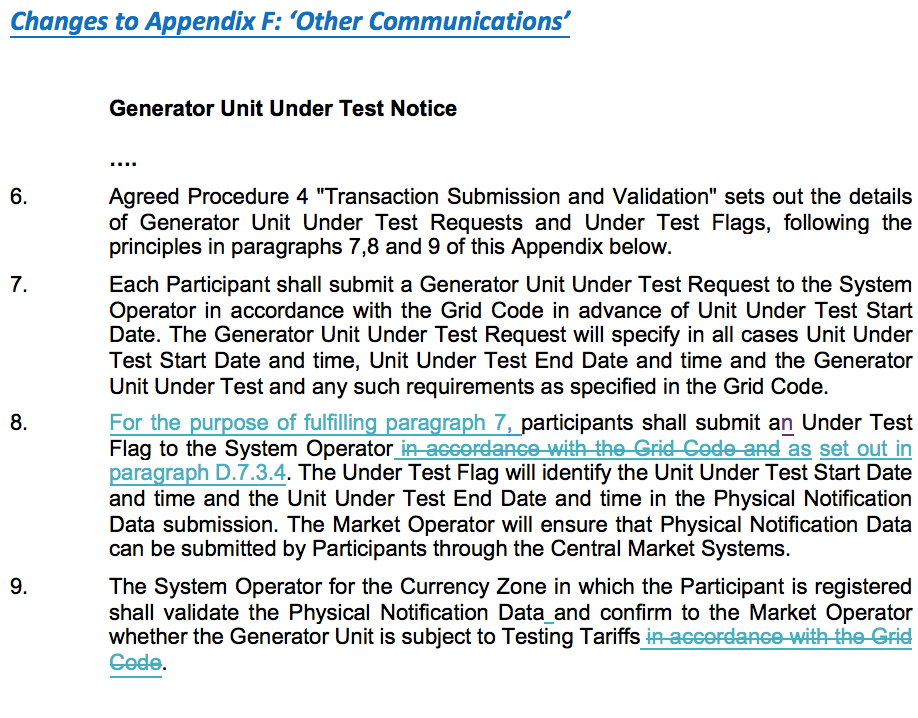 Changes to Appendix F: ‘Other Communications’
Generator Unit Under Test Notice
....
6. Agreed Procedure 4 "Transaction Submission and Validation" sets out the details
of Generator Unit Under Test Requests and Under Test Flags, following the
principles in paragraphs 7,8 and 9 of this Appendix below.
7. Each Participant shall submit a Generator Unit Under Test Request to the System
Operator in accordance with the Grid Code in advance of Unit Under Test Start
Date. The Generator Unit Under Test Request will specify in all cases Unit Under
Test Start Date and time, Unit Under Test End Date and time and the Generator
Unit Under Test and any such requirements as specified in the Grid Code.
8. For the purpose of fulfilling paragraph 7, participants shall submit an Under Test
Flag to the System Operator in accordance with the Grid Code and as set out in
paragraph D.7.3.4. The Under Test Flag will identify the Unit Under Test Start Date
and time and the Unit Under Test End Date and time in the Physical Notification
Data submission. The Market Operator will ensure that Physical Notification Data
can be submitted by Participants through the Central Market Systems.
9. The System Operator for the Currency Zone in which the Participant is registered
shall validate the Physical Notification Data and confirm to the Market Operator
whether the Generator Unit is subject to Testing Tariffs in accordance with the Grid
Code.